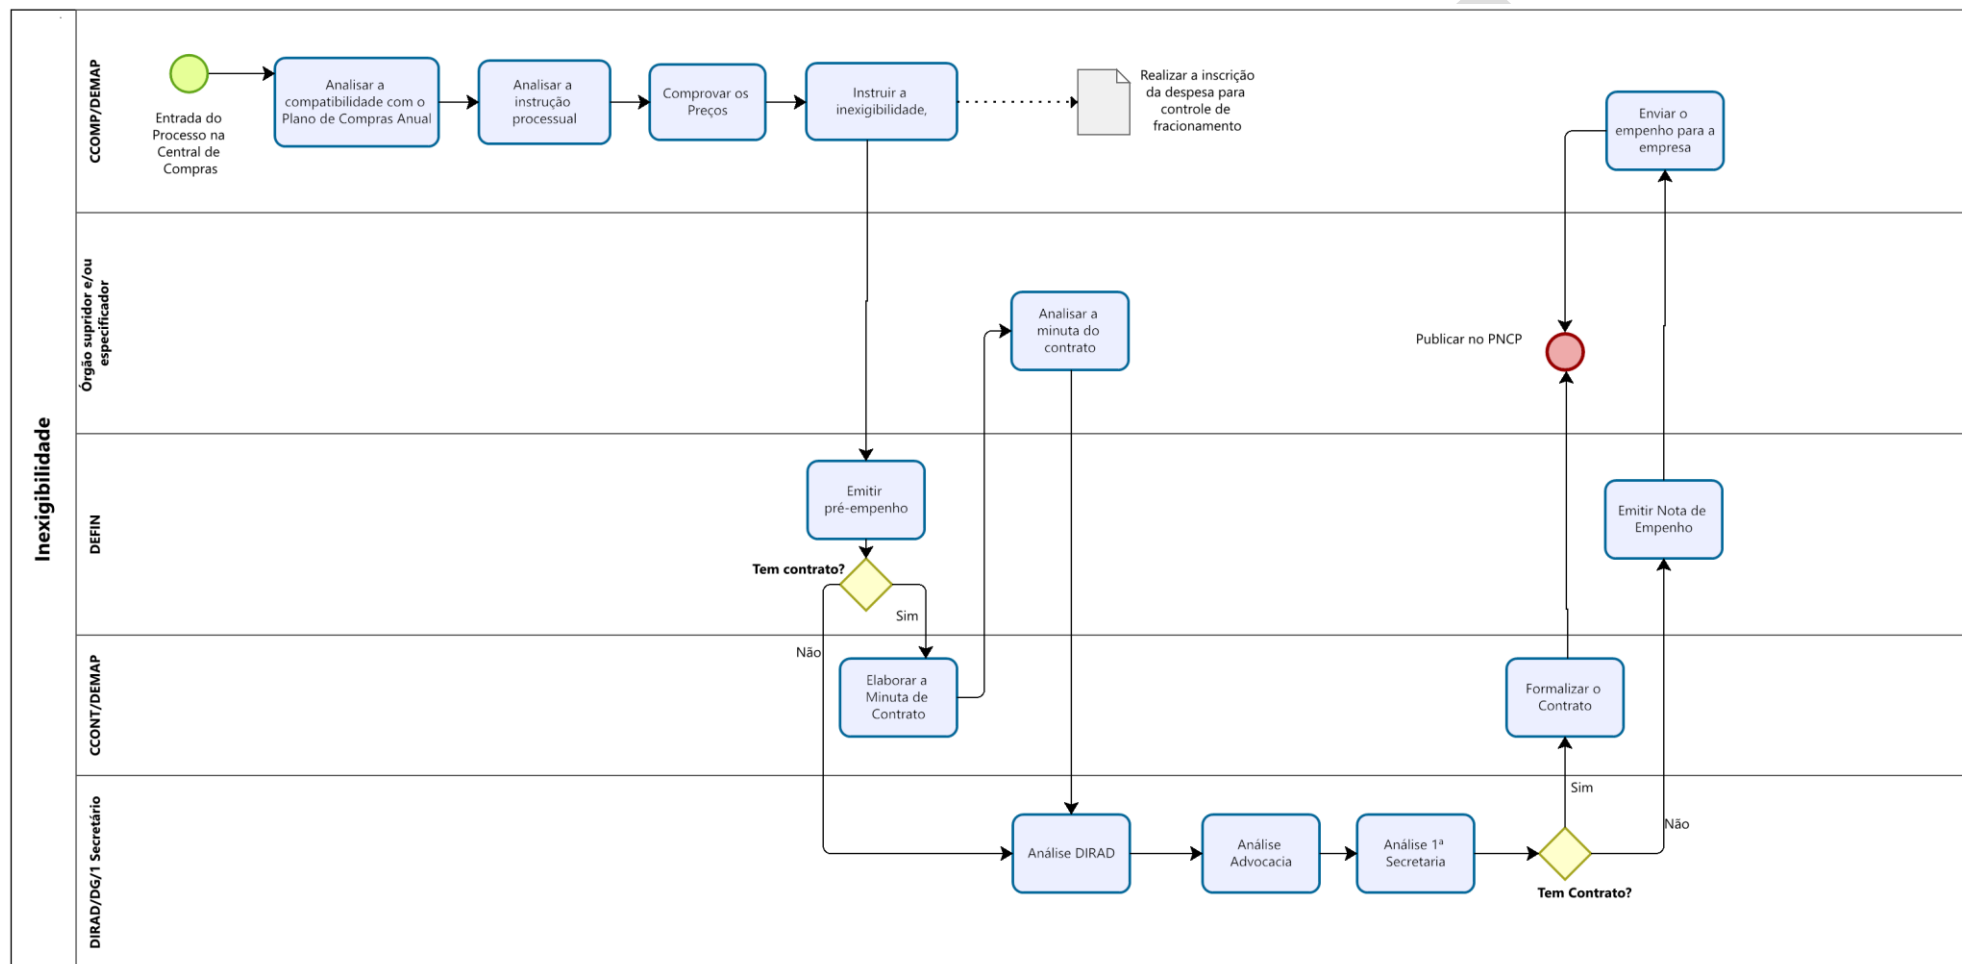 Inexigibilidade
CCOMP/DEMAP
Entrada do
Processo na
Central de
Compras
Analisar a
compatibilidade com o
Plano de Compras Anual
Analisar a
instrução
processual
Comprovar os
Preços
Instruir a
inexigibilidade,
Realizar a inscrição
da despesa para
controle de
fracionamento
Enviar o
empenho para a
empresa
Órgão supridor e/ou
especificador
Analisar a
minuta do
contrato
Publicar no PNCP
DEFIN
Emitir
pré-empenho
Tem contrato?
Sim
Não
Emitir Nota de
Empenho
CCONT/DEMAP
Elaborar a
Minuta de
Contrato
Formalizar o
Contrato
DIRAD/DG/1 Secretário
Análise DIRAD
Análise
Advocacia
Análise 1ª
Secretaria
Sim
Não
Tem Contrato?